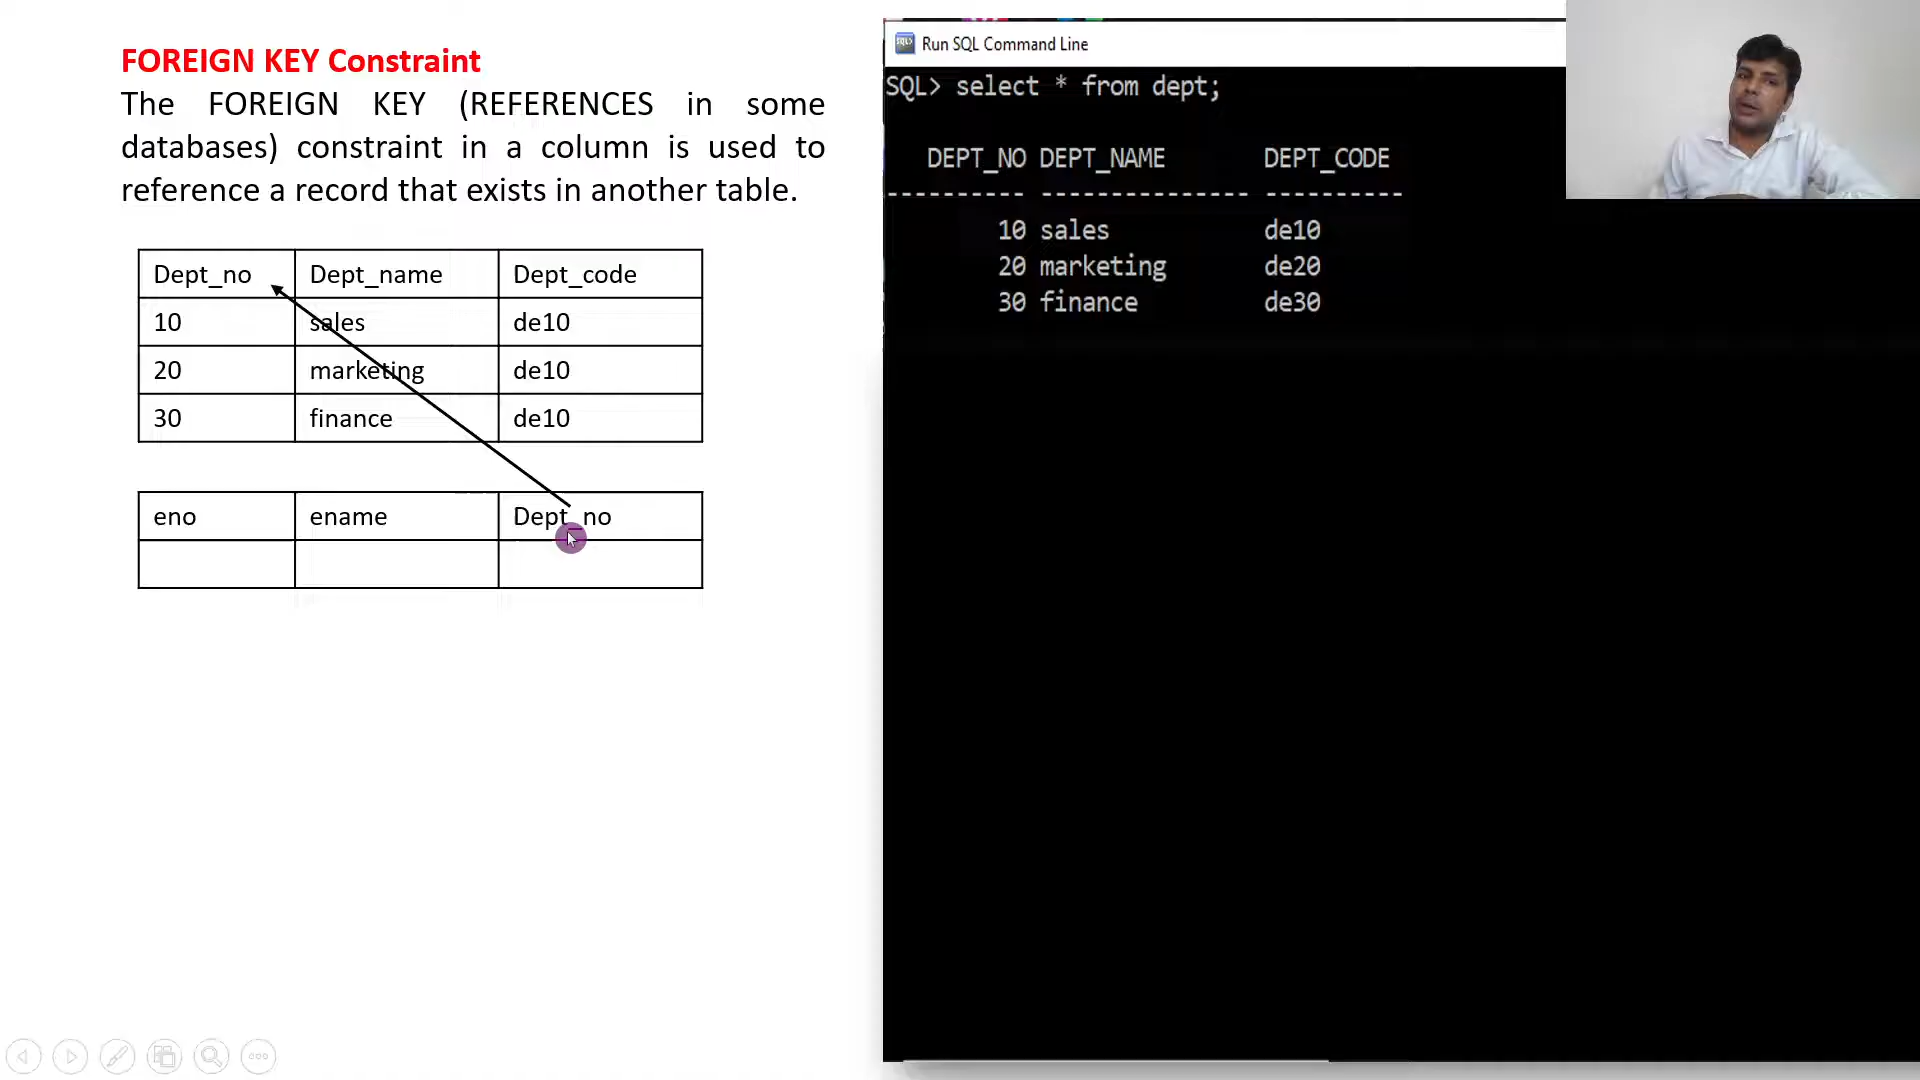 FOREIGN KEY Constraint
The FOREIGN KEY (REFERENCES in some
databases) constraint in a column is used to
reference a record that exists in another table.
Dept_no Dept_name Dept_code
10 sales de10
20 marketing de10
30 finance de10
eno ename Dept_no
Run SQL Command Line
SQL> select * from dept;
DEPT_NO DEPT_NAME DEPT_CODE
---------- --------------- ----------
10 sales de10
20 marketing de20
30 finance de30